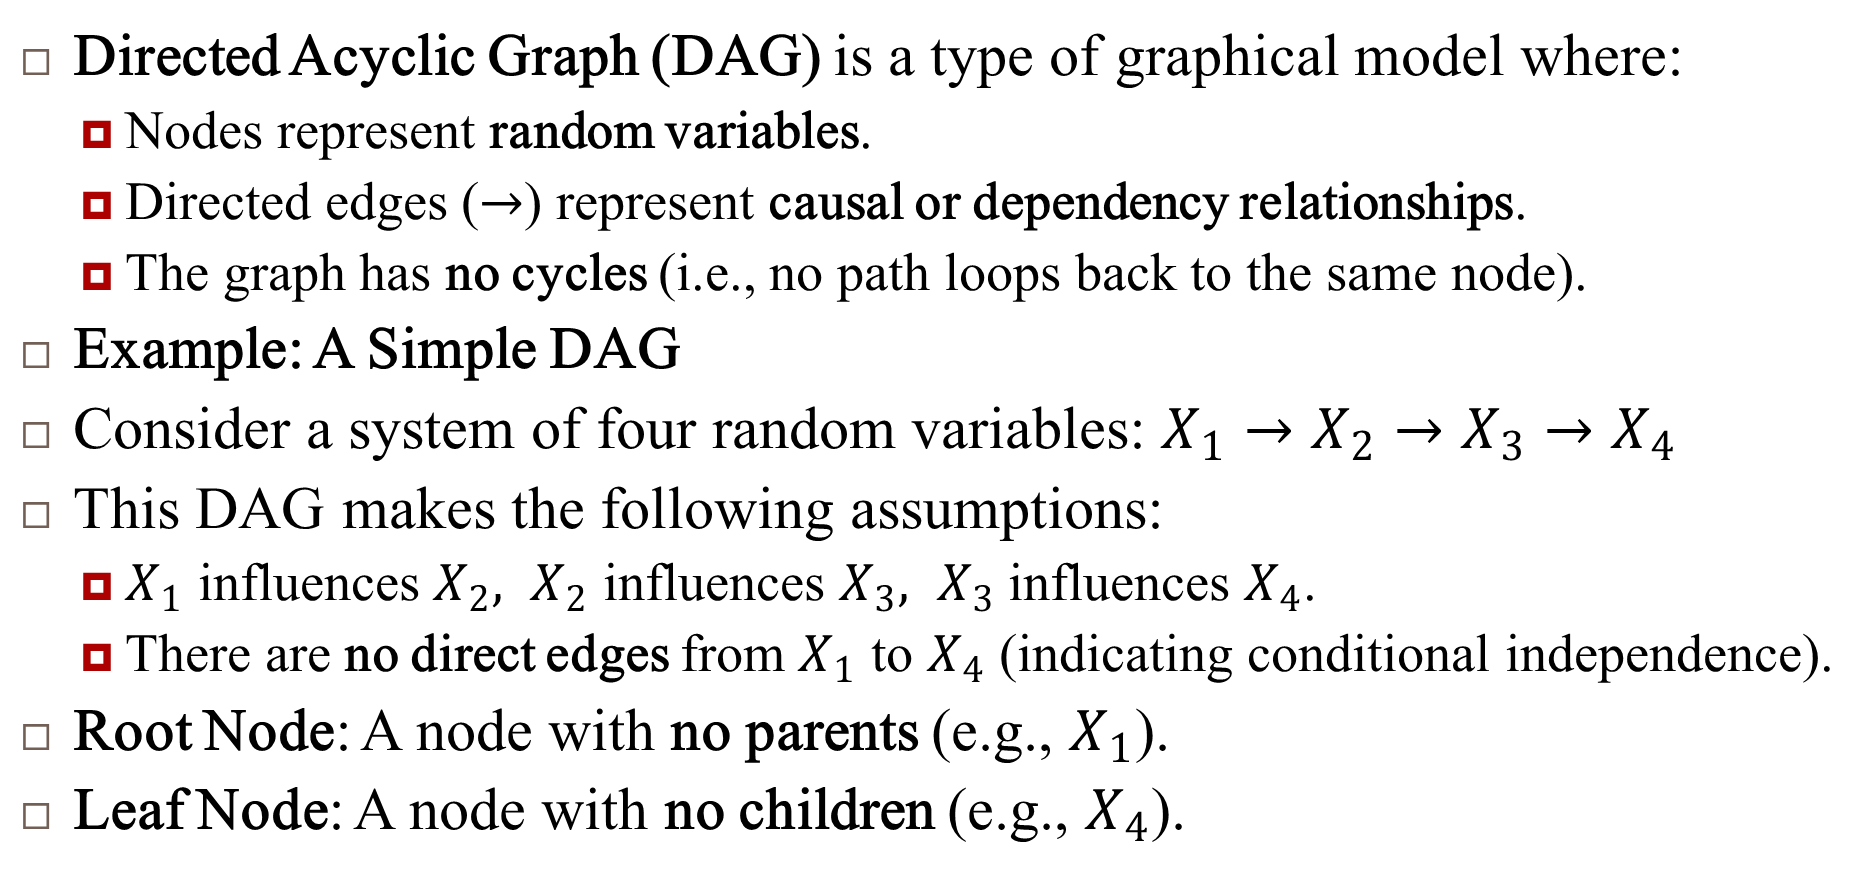 Directed Acyclic Graph (DAG) is a type of graphical model where:
Nodes represent random variables.
Directed edges (→) represent causal or dependency relationships.
The graph has no cycles (i.e., no path loops back to the same node).
Example: A Simple DAG
Consider a system of four random variables: X₁ → X₂ → X₃ → X₄
This DAG makes the following assumptions:
X₁ influences X₂, X₂ influences X₃, X₃ influences X₄.
There are no direct edges from X₁ to X₄ (indicating conditional independence).
Root Node: A node with no parents (e.g., X₁).
Leaf Node: A node with no children (e.g., X₄).